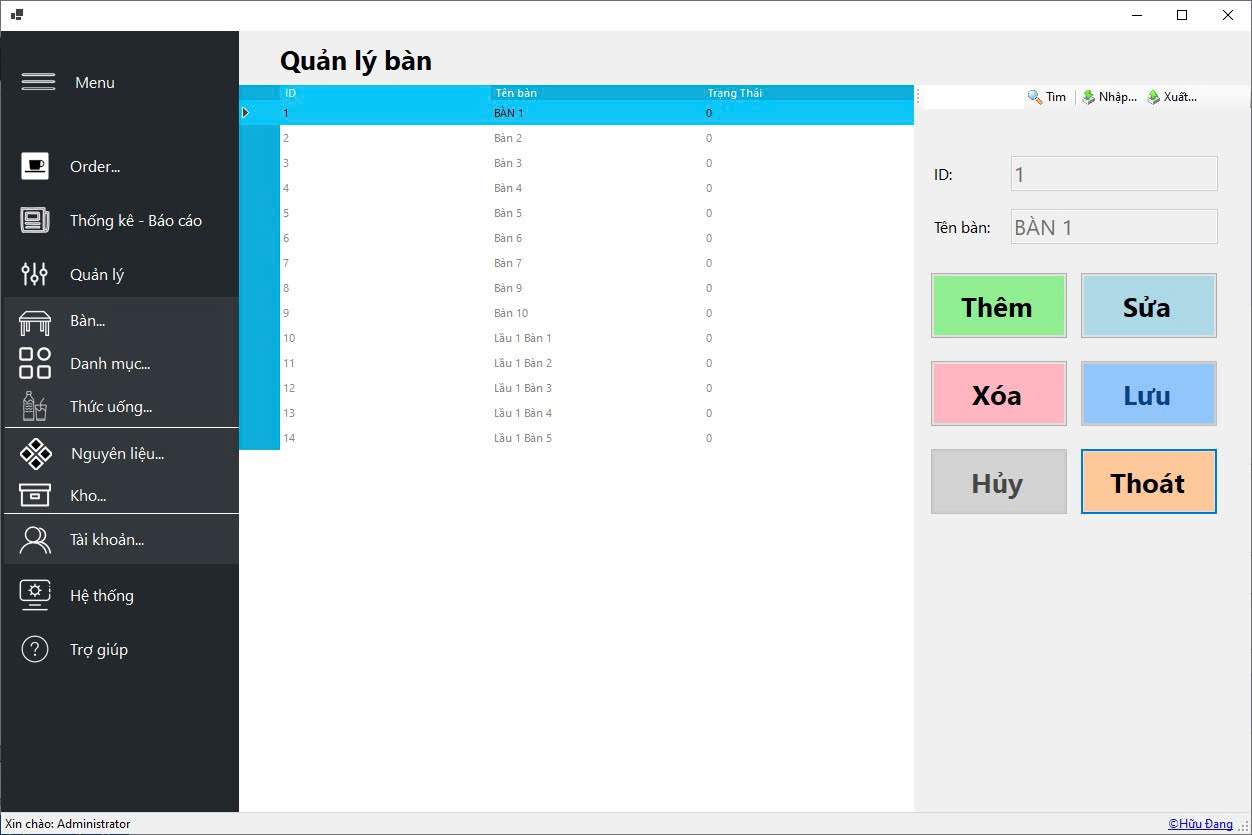 Menu
Order...
Thống kê - Báo cáo
Quản lý
Bàn...
Danh mục...
Thức uống...
Nguyên liệu...
Kho...
Tài khoản...
Hệ thống
Trợ giúp
Quản lý bàn
ID Tên bàn Trạng Thái
1 BÀN 1 0
2 Bàn 2 0
3 Bàn 3 0
4 Bàn 4 0
5 Bàn 5 0
6 Bàn 6 0
7 Bàn 7 0
8 Bàn 9 0
9 Bàn 10 0
10 Lầu 1 Bàn 1 0
11 Lầu 1 Bàn 2 0
12 Lầu 1 Bàn 3 0
13 Lầu 1 Bàn 4 0
14 Lầu 1 Bàn 5 0
Tìm Nhập... Xuất...
ID: 1
Tên bàn: BÀN 1
Thêm Sửa
Xóa Lưu
Hủy Thoát
Xin chào: Administrator
©Hữu Đang